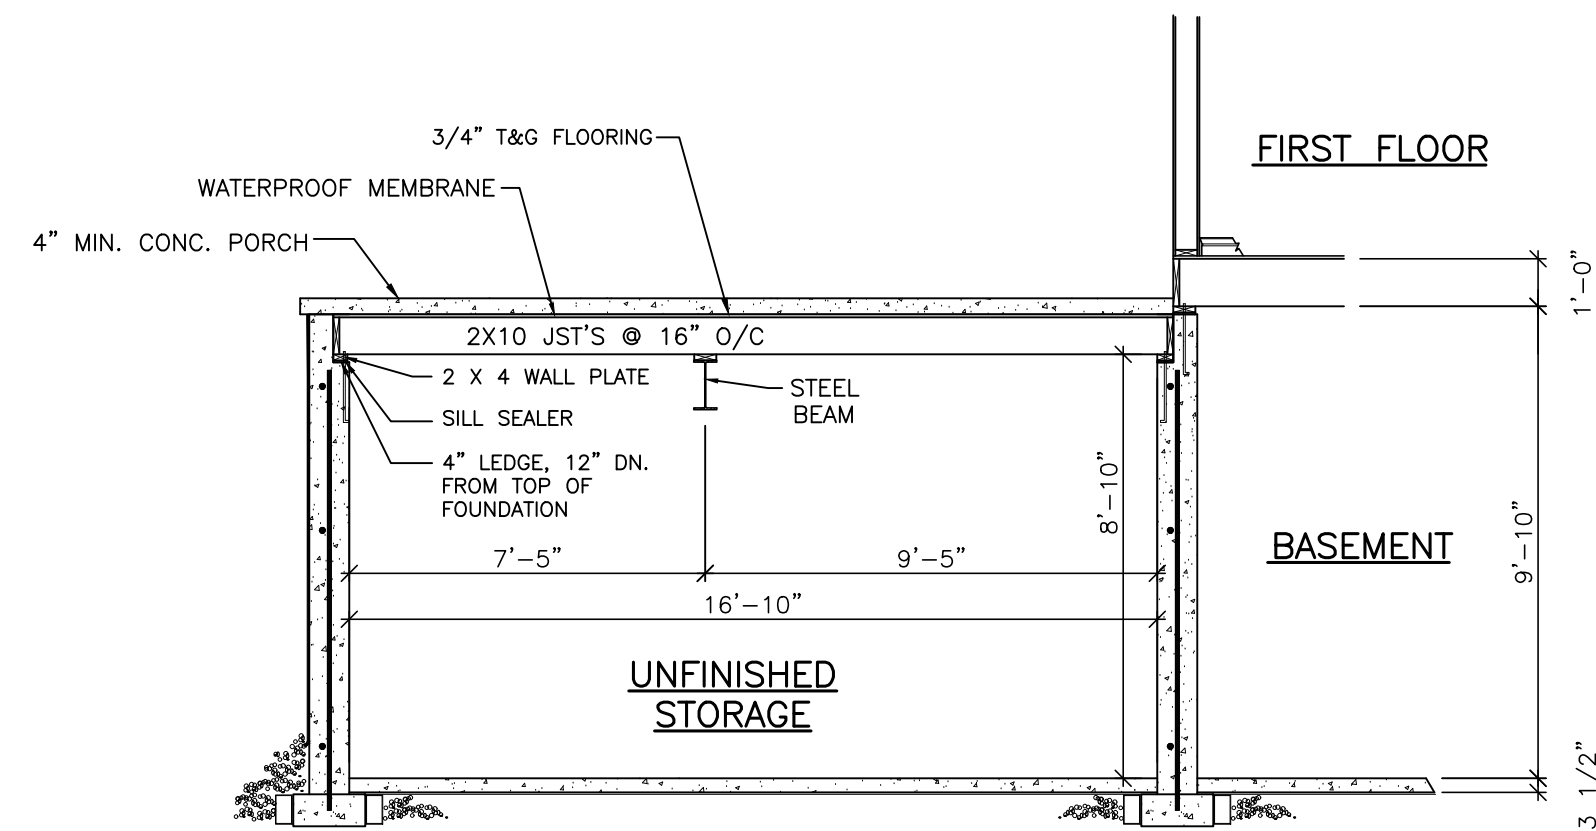 3/4” T&G FLOORING
FIRST FLOOR
WATERPROOF MEMBRANE
4” MIN. CONC. PORCH
1’-0”
2X10 JST’S @ 16” O/C
2 X 4 WALL PLATE
STEEL
BEAM
SILL SEALER
4” LEDGE, 12” DN.
FROM TOP OF
FOUNDATION
8’-10”
9’-10”
BASEMENT
7’-5”
9’-5”
16’-10”
UNFINISHED
STORAGE
3 1/2”